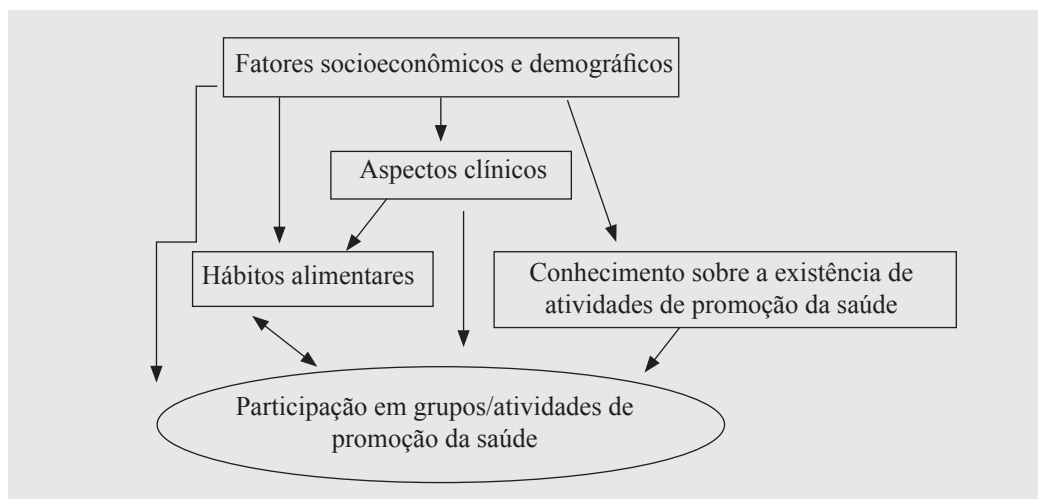 Fatores socioeconômicos e demográficos
Aspectos clínicos
Hábitos alimentares
Conhecimento sobre a existência de
atividades de promoção da saúde
Participação em grupos/atividades de
promoção da saúde